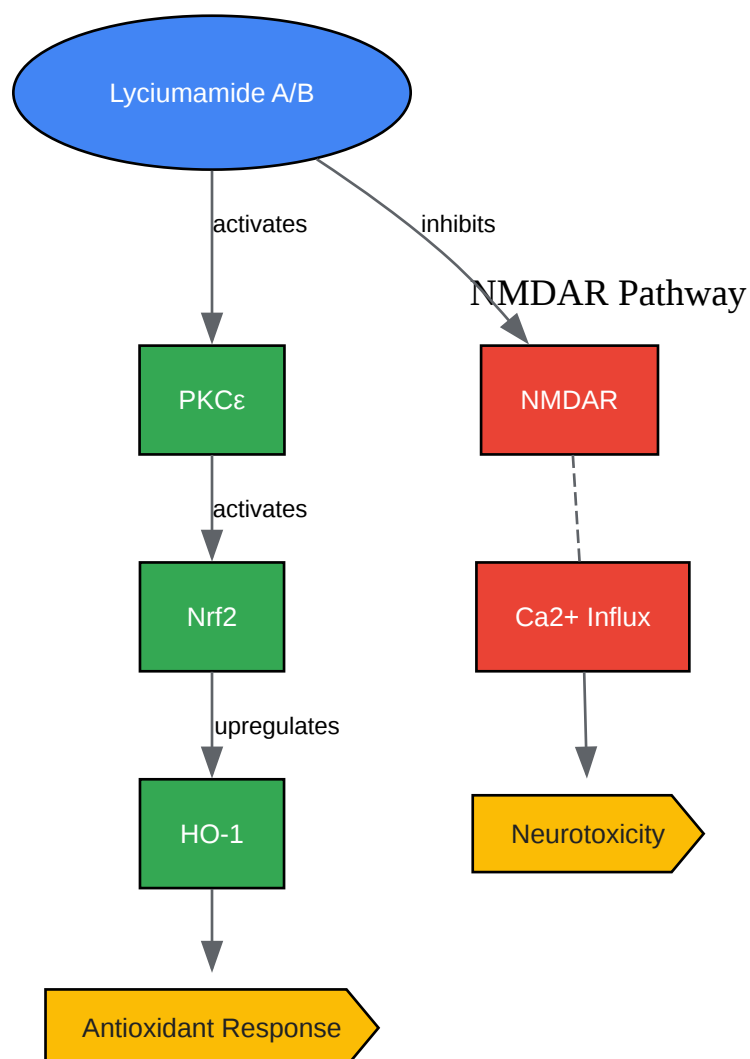 Lyciumamide A/B
activates
inhibits
NMDAR Pathway
PKCε
NMDAR
activates
Nrf2
Ca2+ Influx
upregulates
HO-1
Neurotoxicity
Antioxidant Response